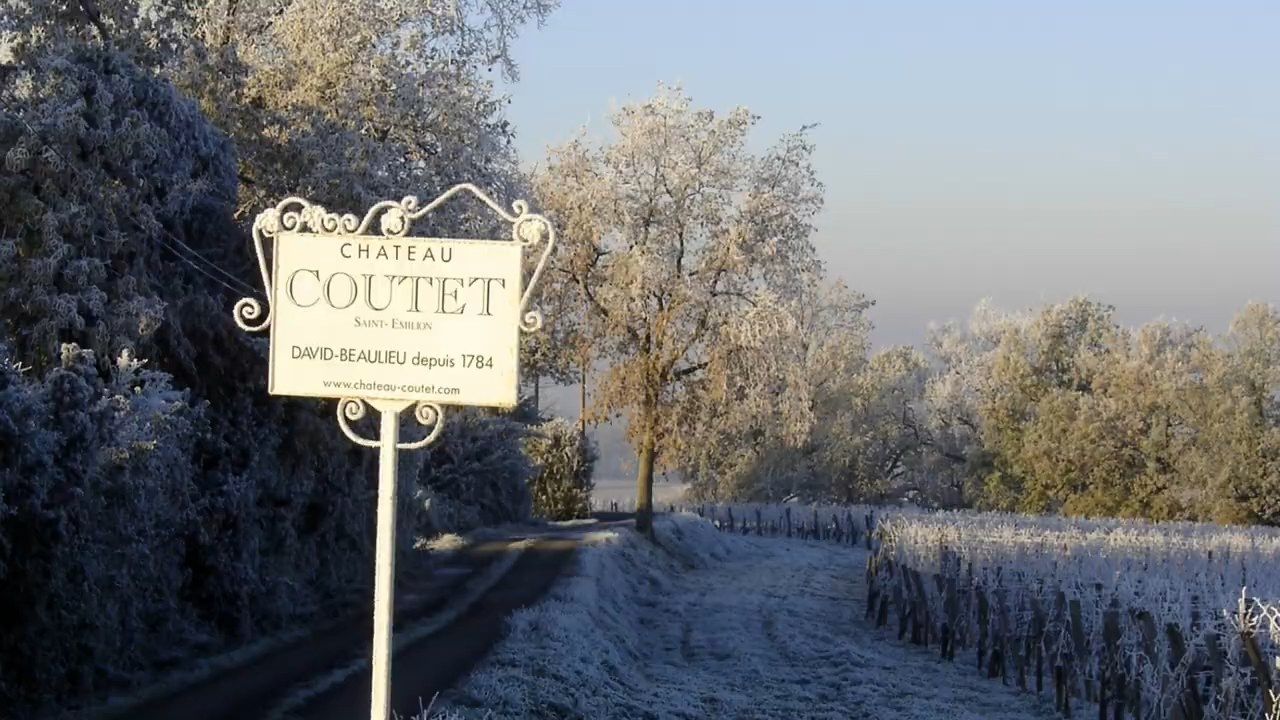 CHATEAU
COUTET
SAINT-EMILION
DAVID-BEAULIEU depuis 1784
www.chateau-coutet.com